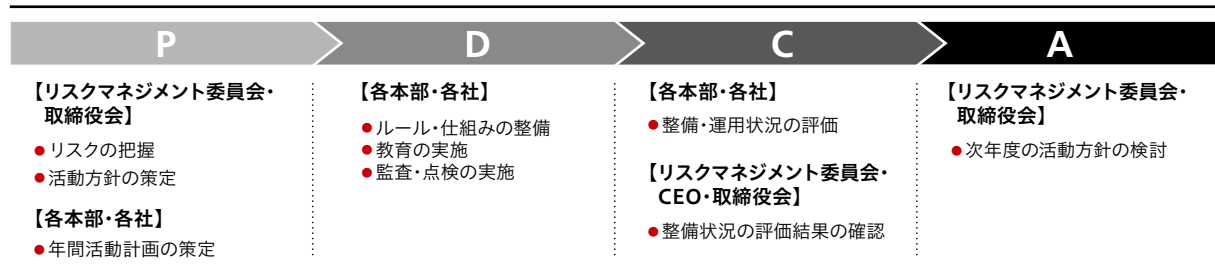 P
【リスクマネジメント委員会・
取締役会】
●リスクの把握
●活動方針の策定
【各本部・各社】
●年間活動計画の策定
D
【各本部・各社】
●ルール・仕組みの整備
●教育の実施
●監査・点検の実施
C
【各本部・各社】
●整備・運用状況の評価
【リスクマネジメント委員会・
CEO・取締役会】
●整備状況の評価結果の確認
A
【リスクマネジメント委員会・
取締役会】
●次年度の活動方針の検討